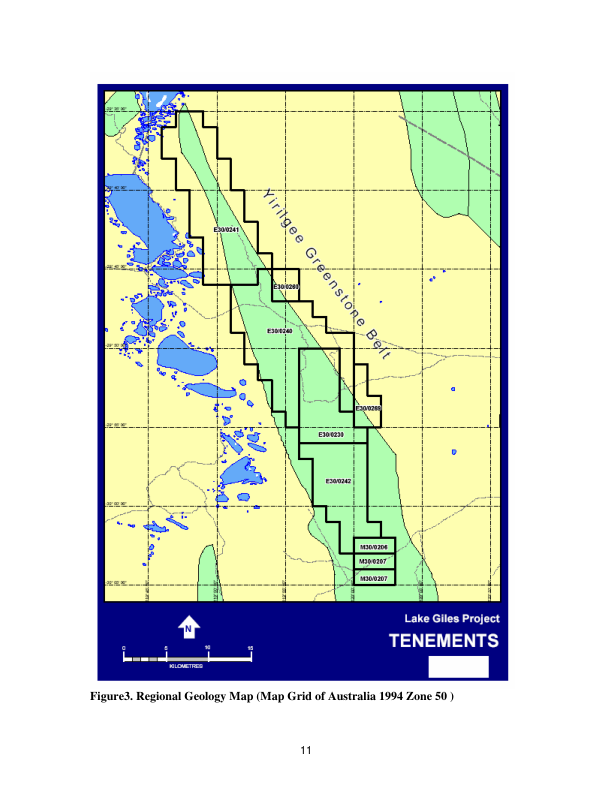 Yirilgee Greenstone Belt
E30/0241
E30/0260
E30/0240
E30/0269
E30/0230
E30/0242
M30/0206
M30/0207
M30/0207
Lake Giles Project
TENEMENTS
N
0 5 10 15
KILOMETRES
Figure3. Regional Geology Map (Map Grid of Australia 1994 Zone 50 )
11